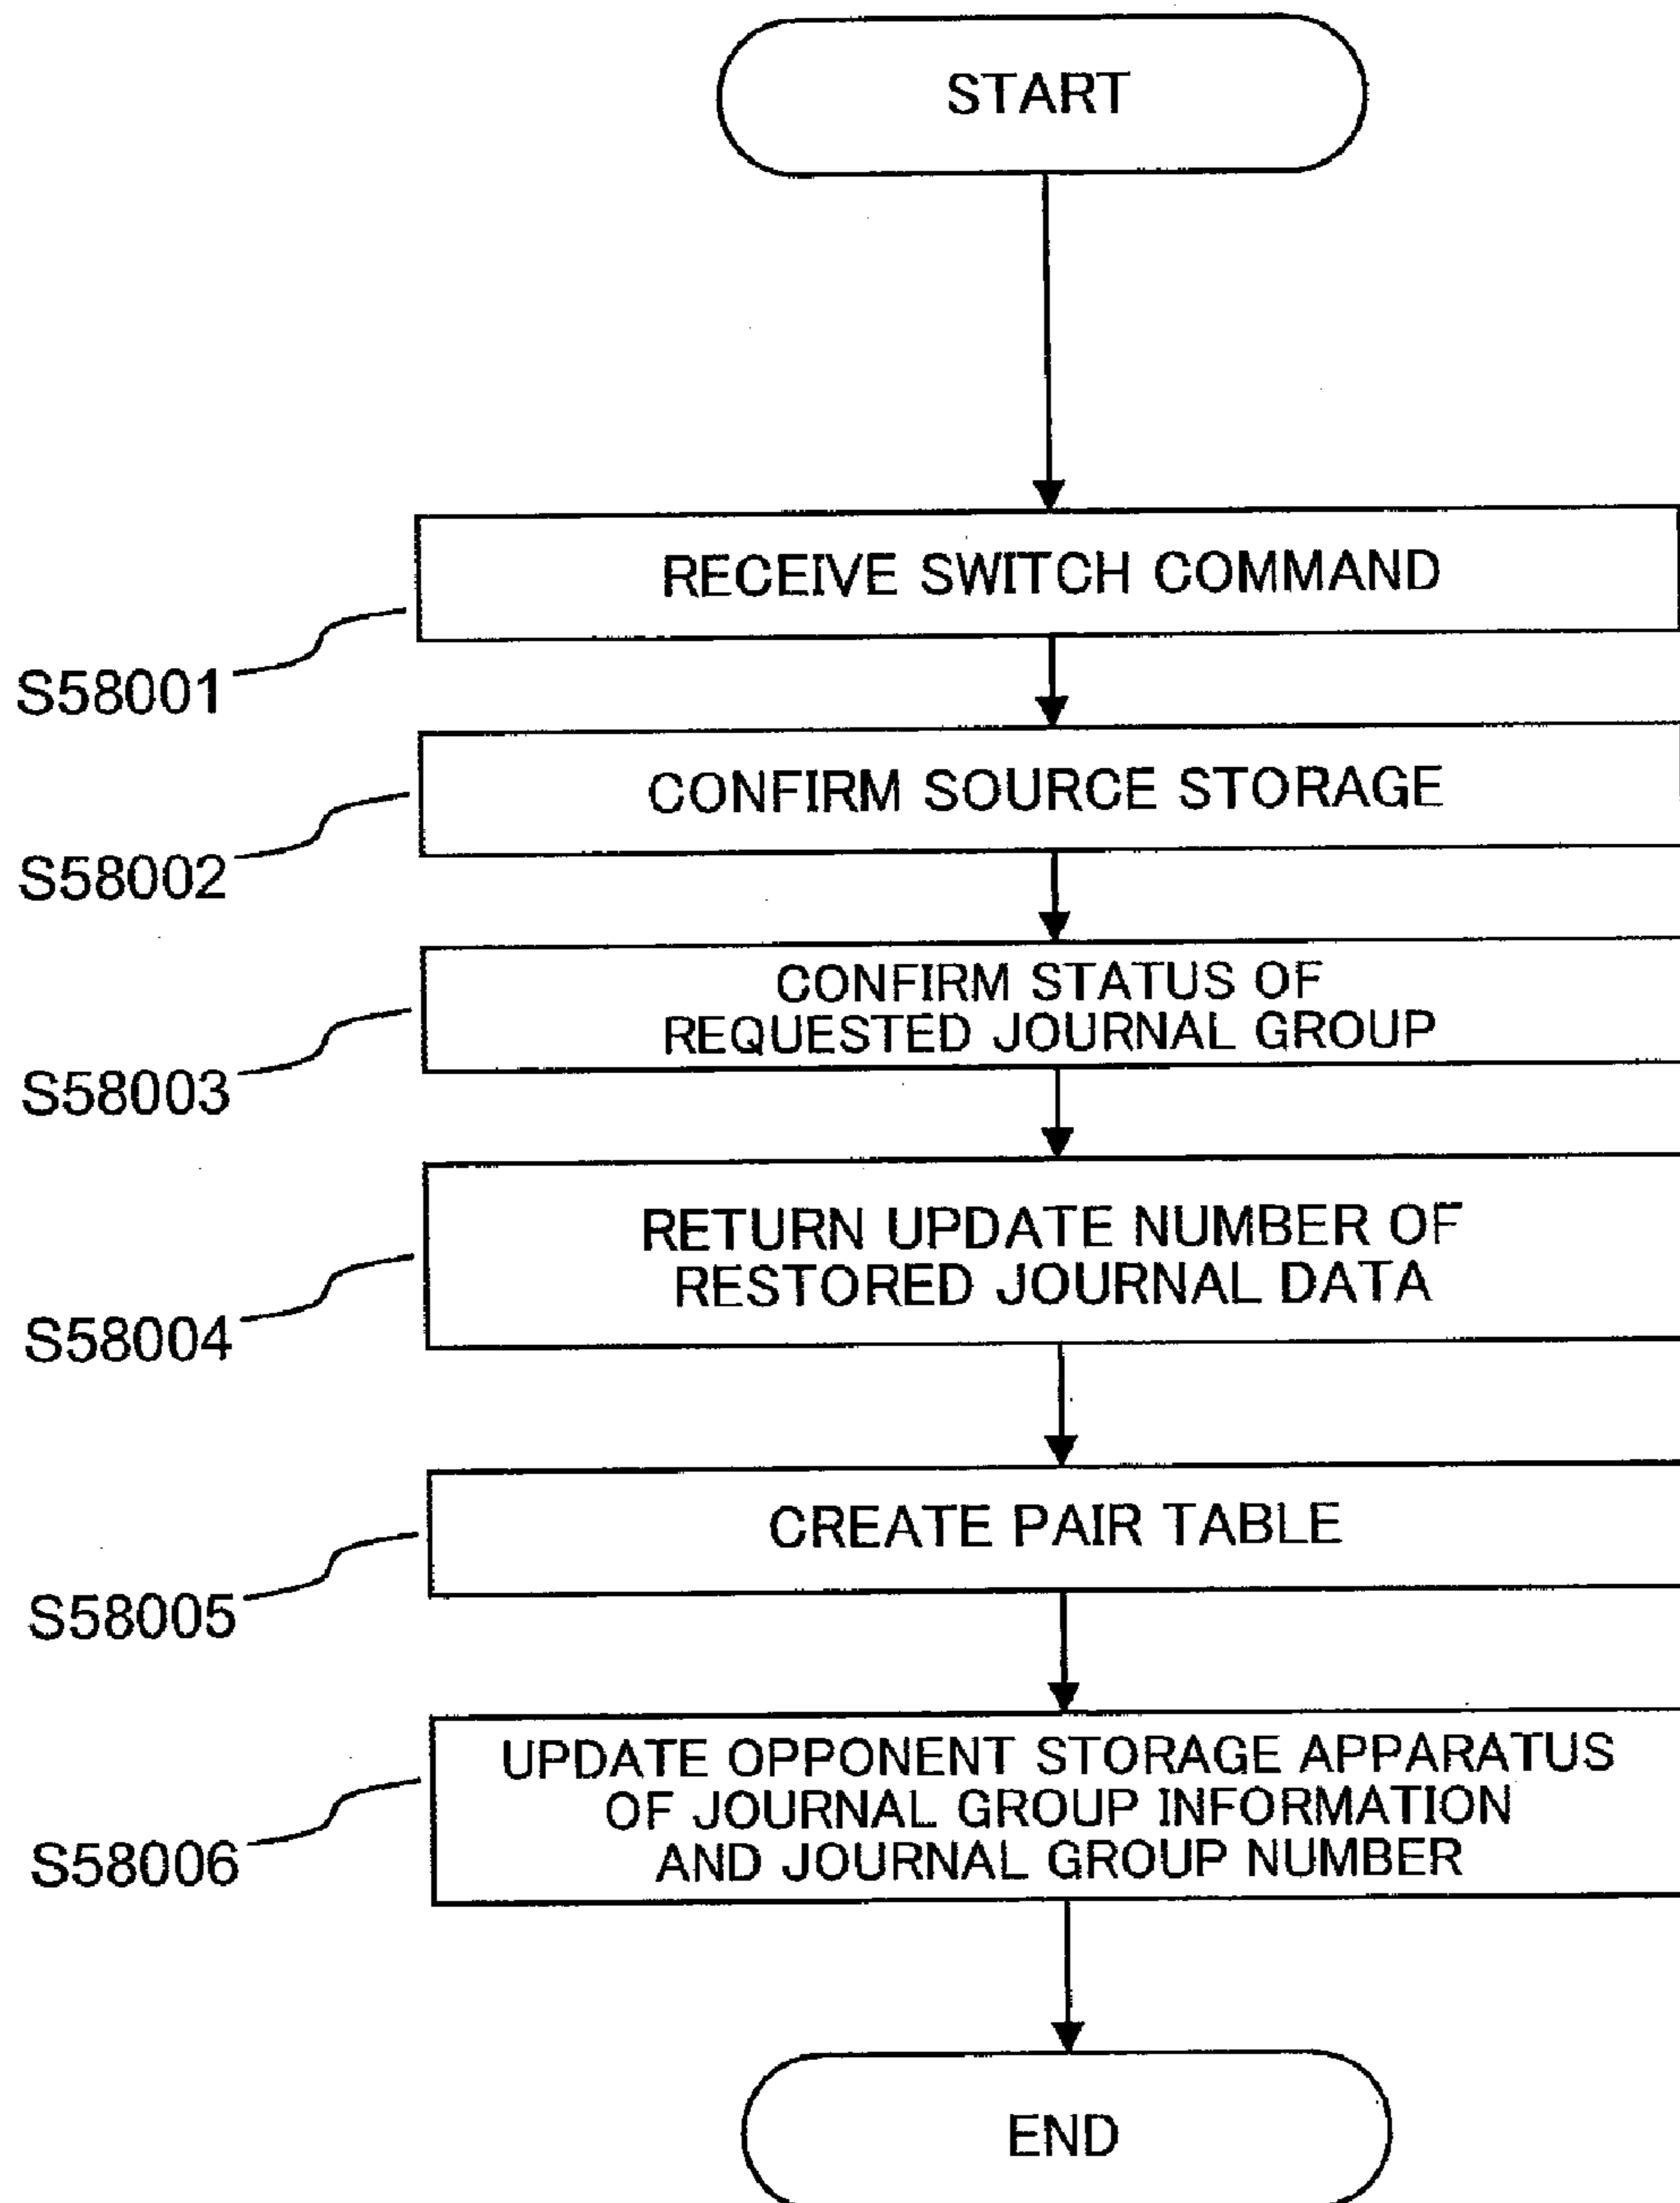 START
RECEIVE SWITCH COMMAND
S58001
CONFIRM SOURCE STORAGE
S58002
CONFIRM STATUS OF
REQUESTED JOURNAL GROUP
S58003
RETURN UPDATE NUMBER OF
RESTORED JOURNAL DATA
S58004
CREATE PAIR TABLE
S58005
UPDATE OPPONENT STORAGE APPARATUS
OF JOURNAL GROUP INFORMATION
AND JOURNAL GROUP NUMBER
S58006
END